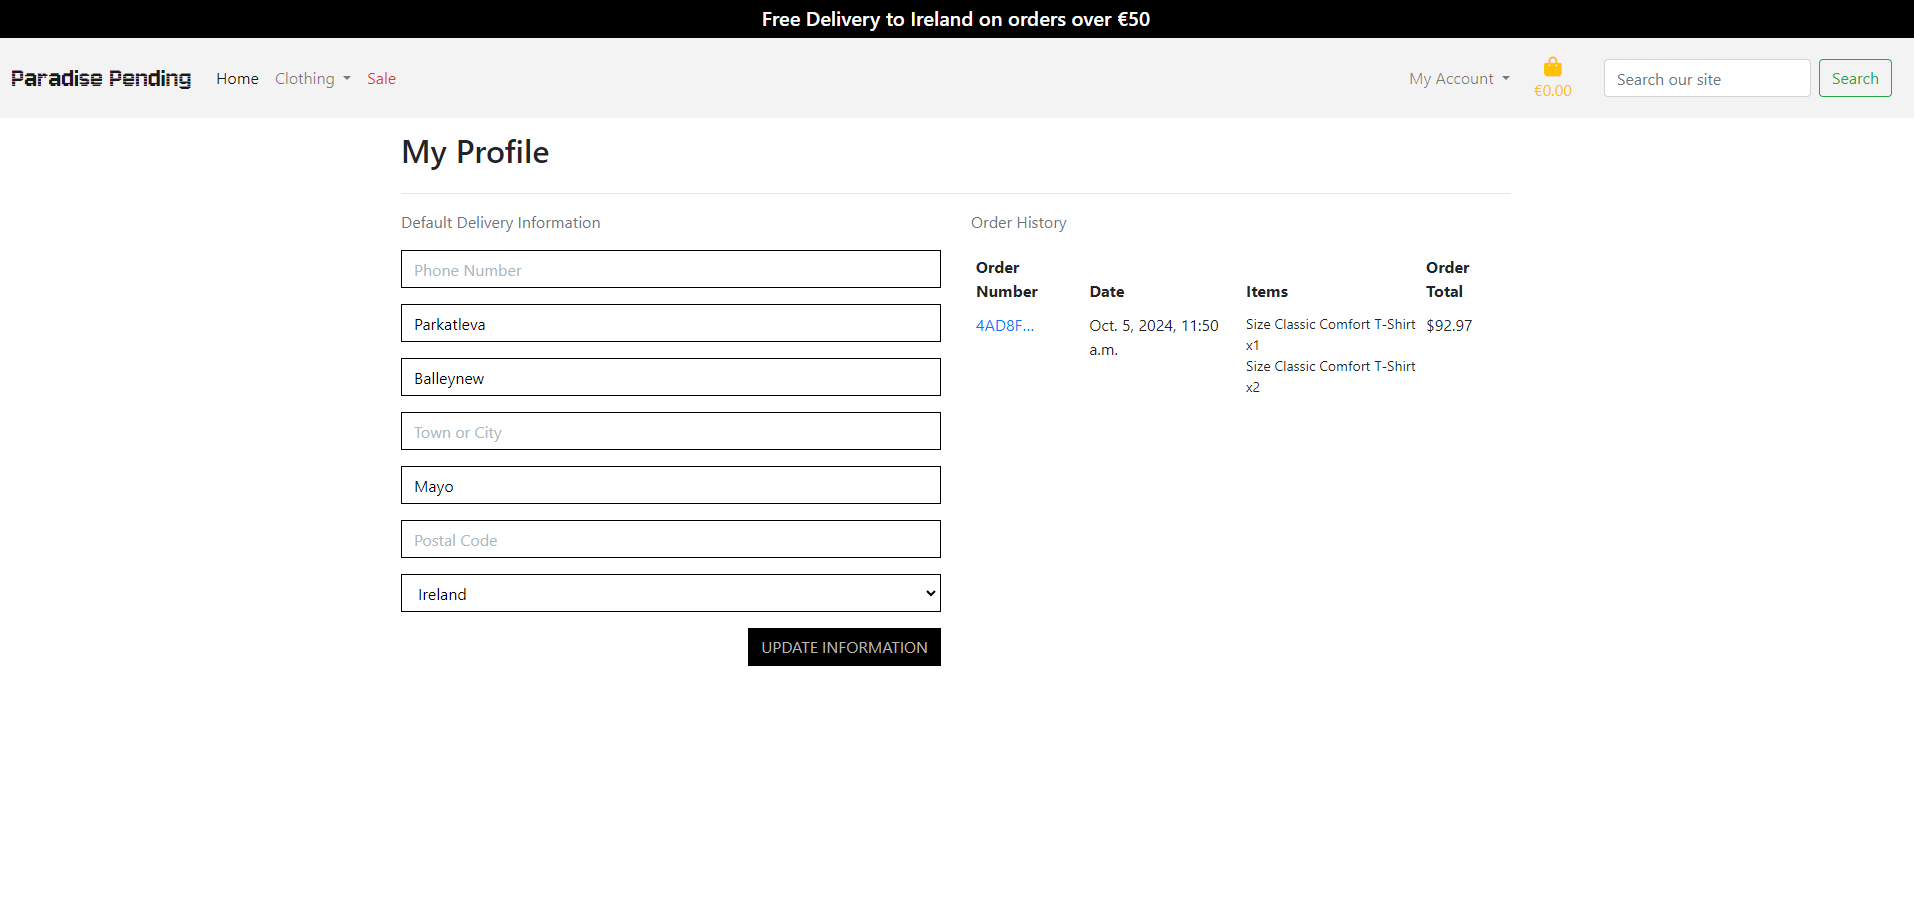 Free Delivery to Ireland on orders over €50
Paradise Pending
Home
Clothing
Sale
My Account
€0.00
Search our site
Search
My Profile
Default Delivery Information
Phone Number
Parkatleva
Balleynew
Town or City
Mayo
Postal Code
Ireland
UPDATE INFORMATION
Order History
Order
Number
Date
Items
Order
Total
4AD8F...
Oct. 5, 2024, 11:50
a.m.
Size Classic Comfort T-Shirt
x1
Size Classic Comfort T-Shirt
x2
$92.97